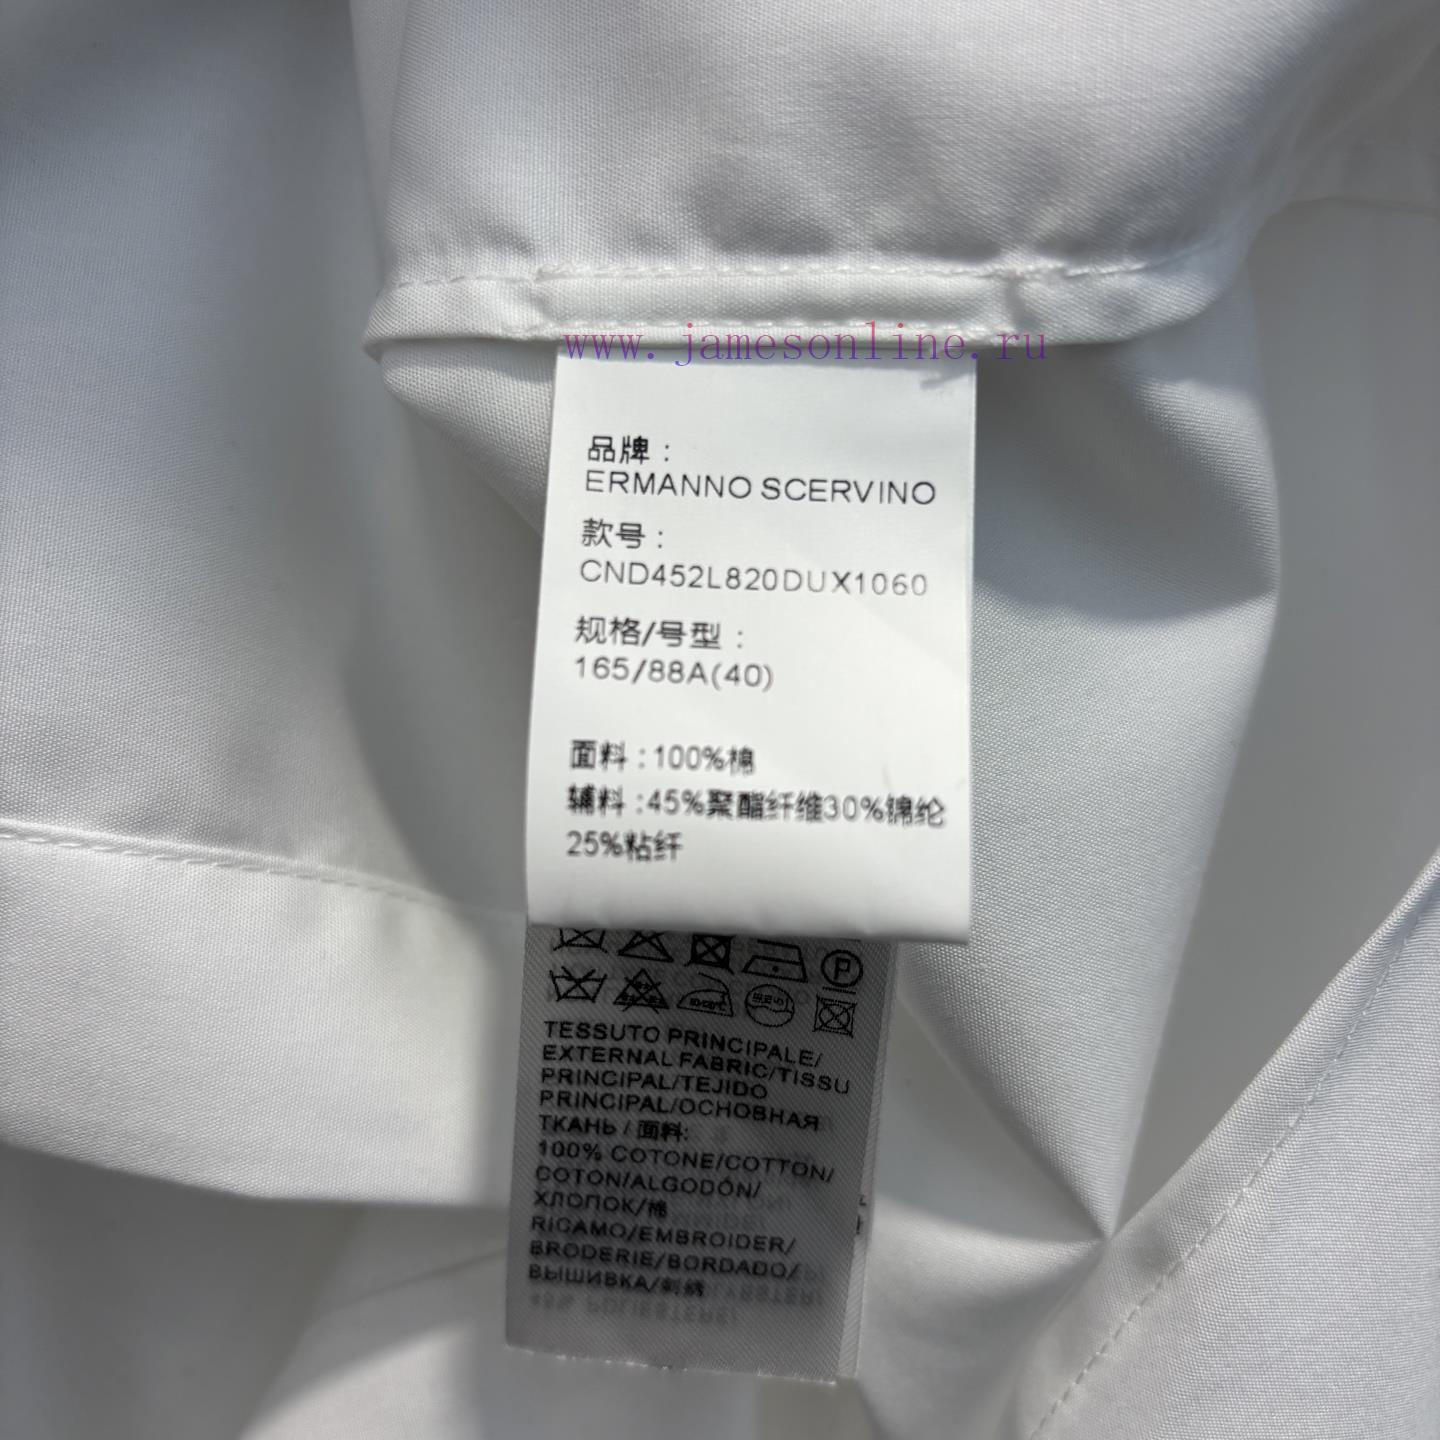 www.jamesonline.ru
品牌：
ERMANNO SCERVINO
款号：
CND452L820DUX1060
规格/号型：
165/88A(40)
面料：100%棉
辅料：45%聚酯纤维30%锦纶
25%粘纤
P
TESSUTO PRINCIPALE/
EXTERNAL FABRIC/TISSU
PRINCIPAL/TEJIDO
PRINCIPAL/ОСНОВНАЯ
ТКАНЬ / 面料:
100% COTONE/COTTON/
COTON/ALGODÓN/
ХЛОПОК/棉
RICAMO/EMBROIDER/
BRODERIE/BORDADO/
ВЫШИВКА/刺绣